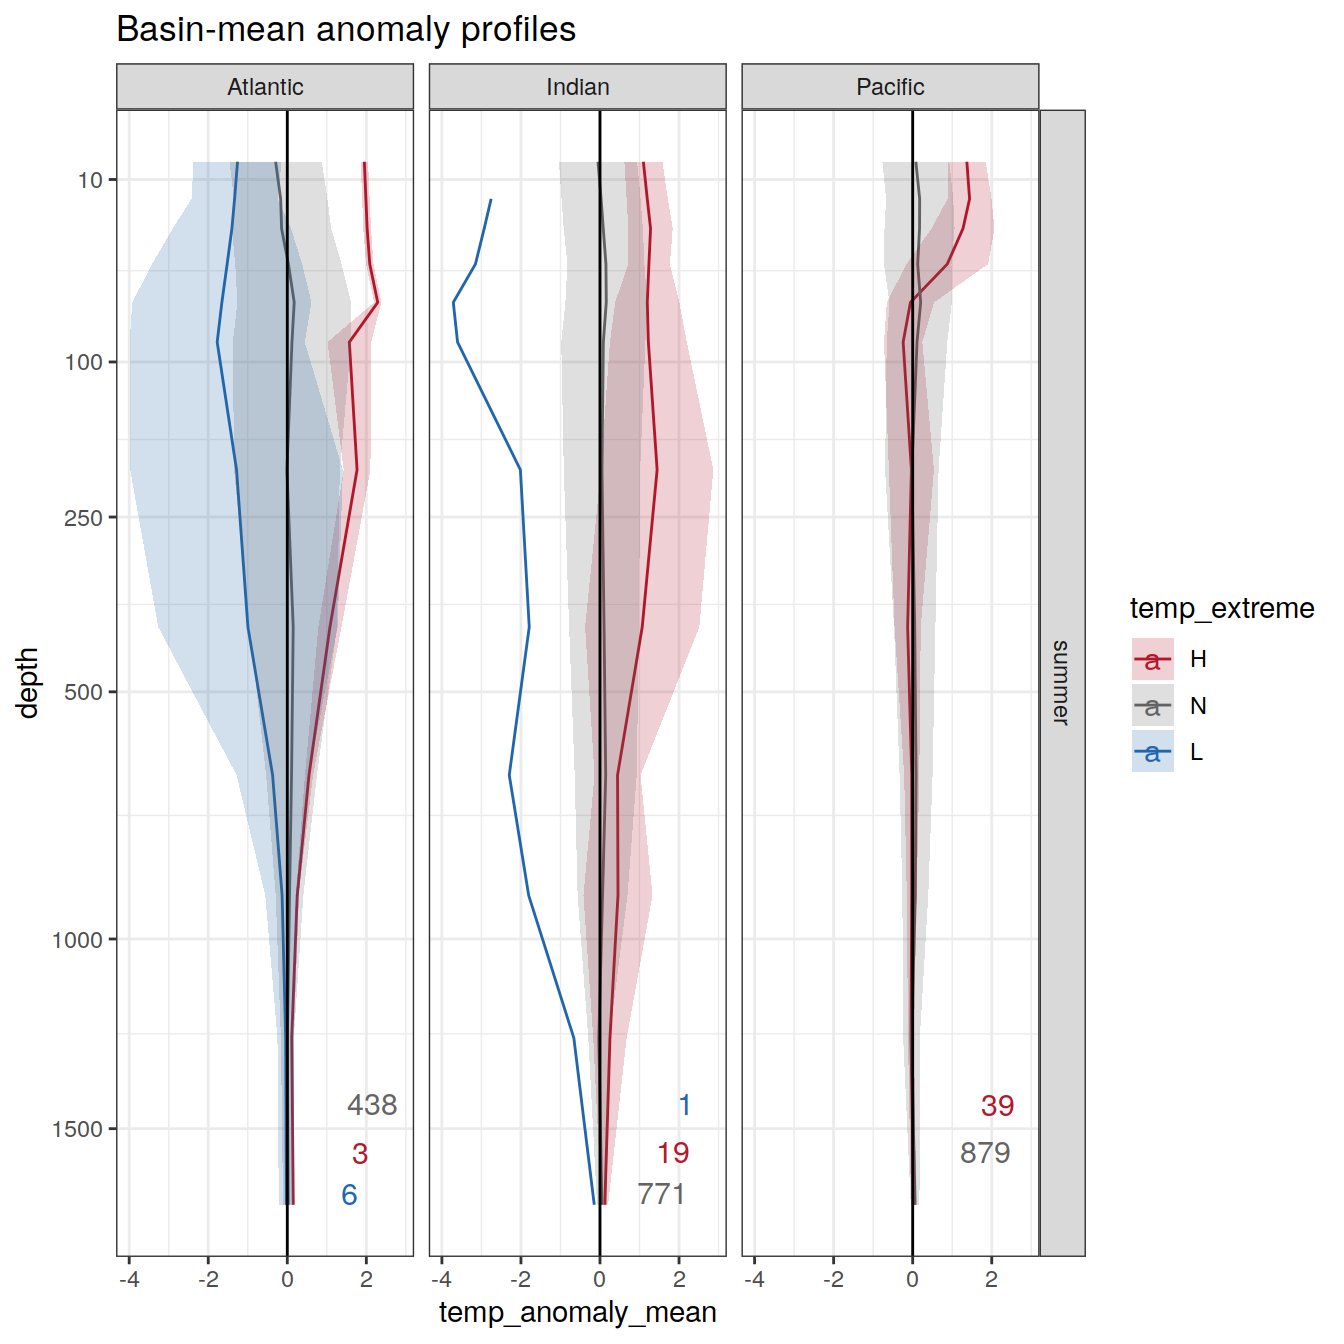 Basin-mean anomaly profiles
Atlantic
Indian
Pacific
summer
depth
10
100
250
500
1000
1500
438
3
6
1
19
771
39
879
-4 -2 0 2
-4 -2 0 2
-4 -2 0 2
temp_anomaly_mean
temp_extreme
a H
a N
a L